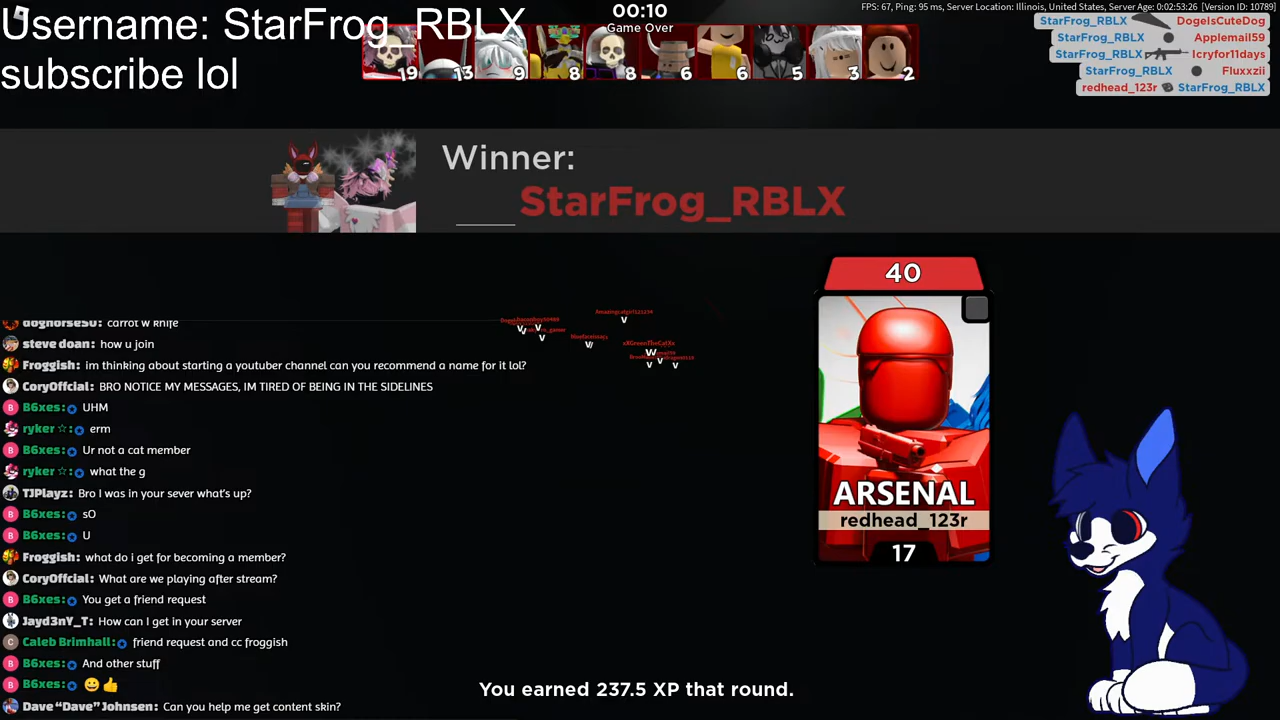 Username: StarFrog_RBLX
subscribe lol
00:10
Game Over
19 13 9 8 8 6 6 5 3 2
FPS: 67, Ping: 95 ms, Server Location: Illinois, United States, Server Age: 0:02:53:26 [Version ID: 10789]
StarFrog_RBLX DogeIsCuteDog
StarFrog_RBLX Applemail59
StarFrog_RBLX Icryfor11days
StarFrog_RBLX Fluxxzii
redhead_123r StarFrog_RBLX
Winner:
StarFrog_RBLX
40
ARSENAL
redhead_123r
17
doghorse50: carrot w knife
steve doan: how u join
Froggish: im thinking about starting a youtuber channel can you recommend a name for it lol?
CoryOffcial: BRO NOTICE MY MESSAGES, IM TIRED OF BEING IN THE SIDELINES
B6xes: UHM
ryker ☆: erm
B6xes: Ur not a cat member
ryker ☆: what the g
TJPlayz: Bro I was in your sever what's up?
B6xes: sO
B6xes: U
Froggish: what do i get for becoming a member?
CoryOffcial: What are we playing after stream?
B6xes: You get a friend request
Jayd3nY_T: How can I get in your server
C Caleb Brimhall: friend request and cc froggish
B6xes: And other stuff
B6xes: 😀👍
Dave “Dave” Johnsen: Can you help me get content skin?
You earned 237.5 XP that round.